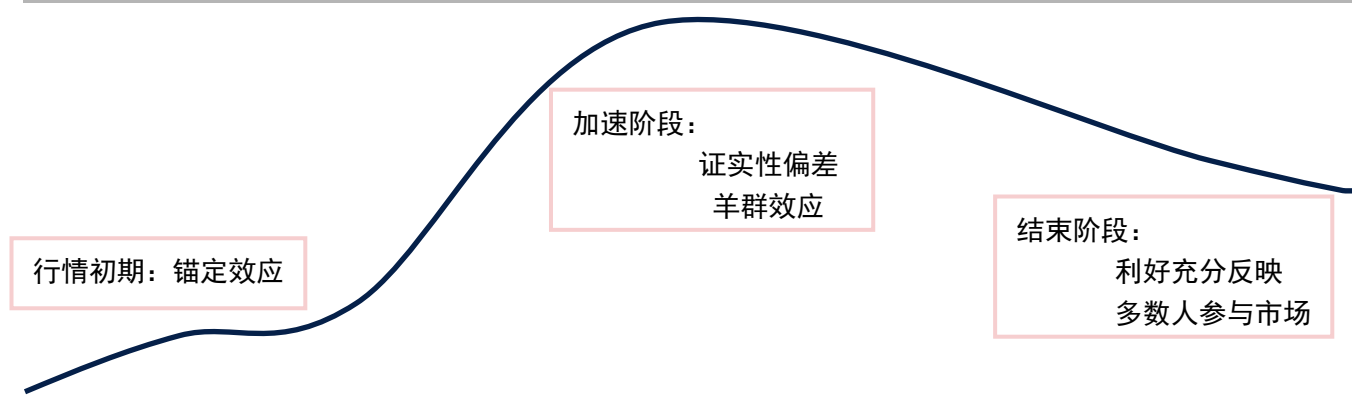 加速阶段：
证实性偏差
羊群效应
行情初期：锚定效应
结束阶段：
利好充分反映
多数人参与市场